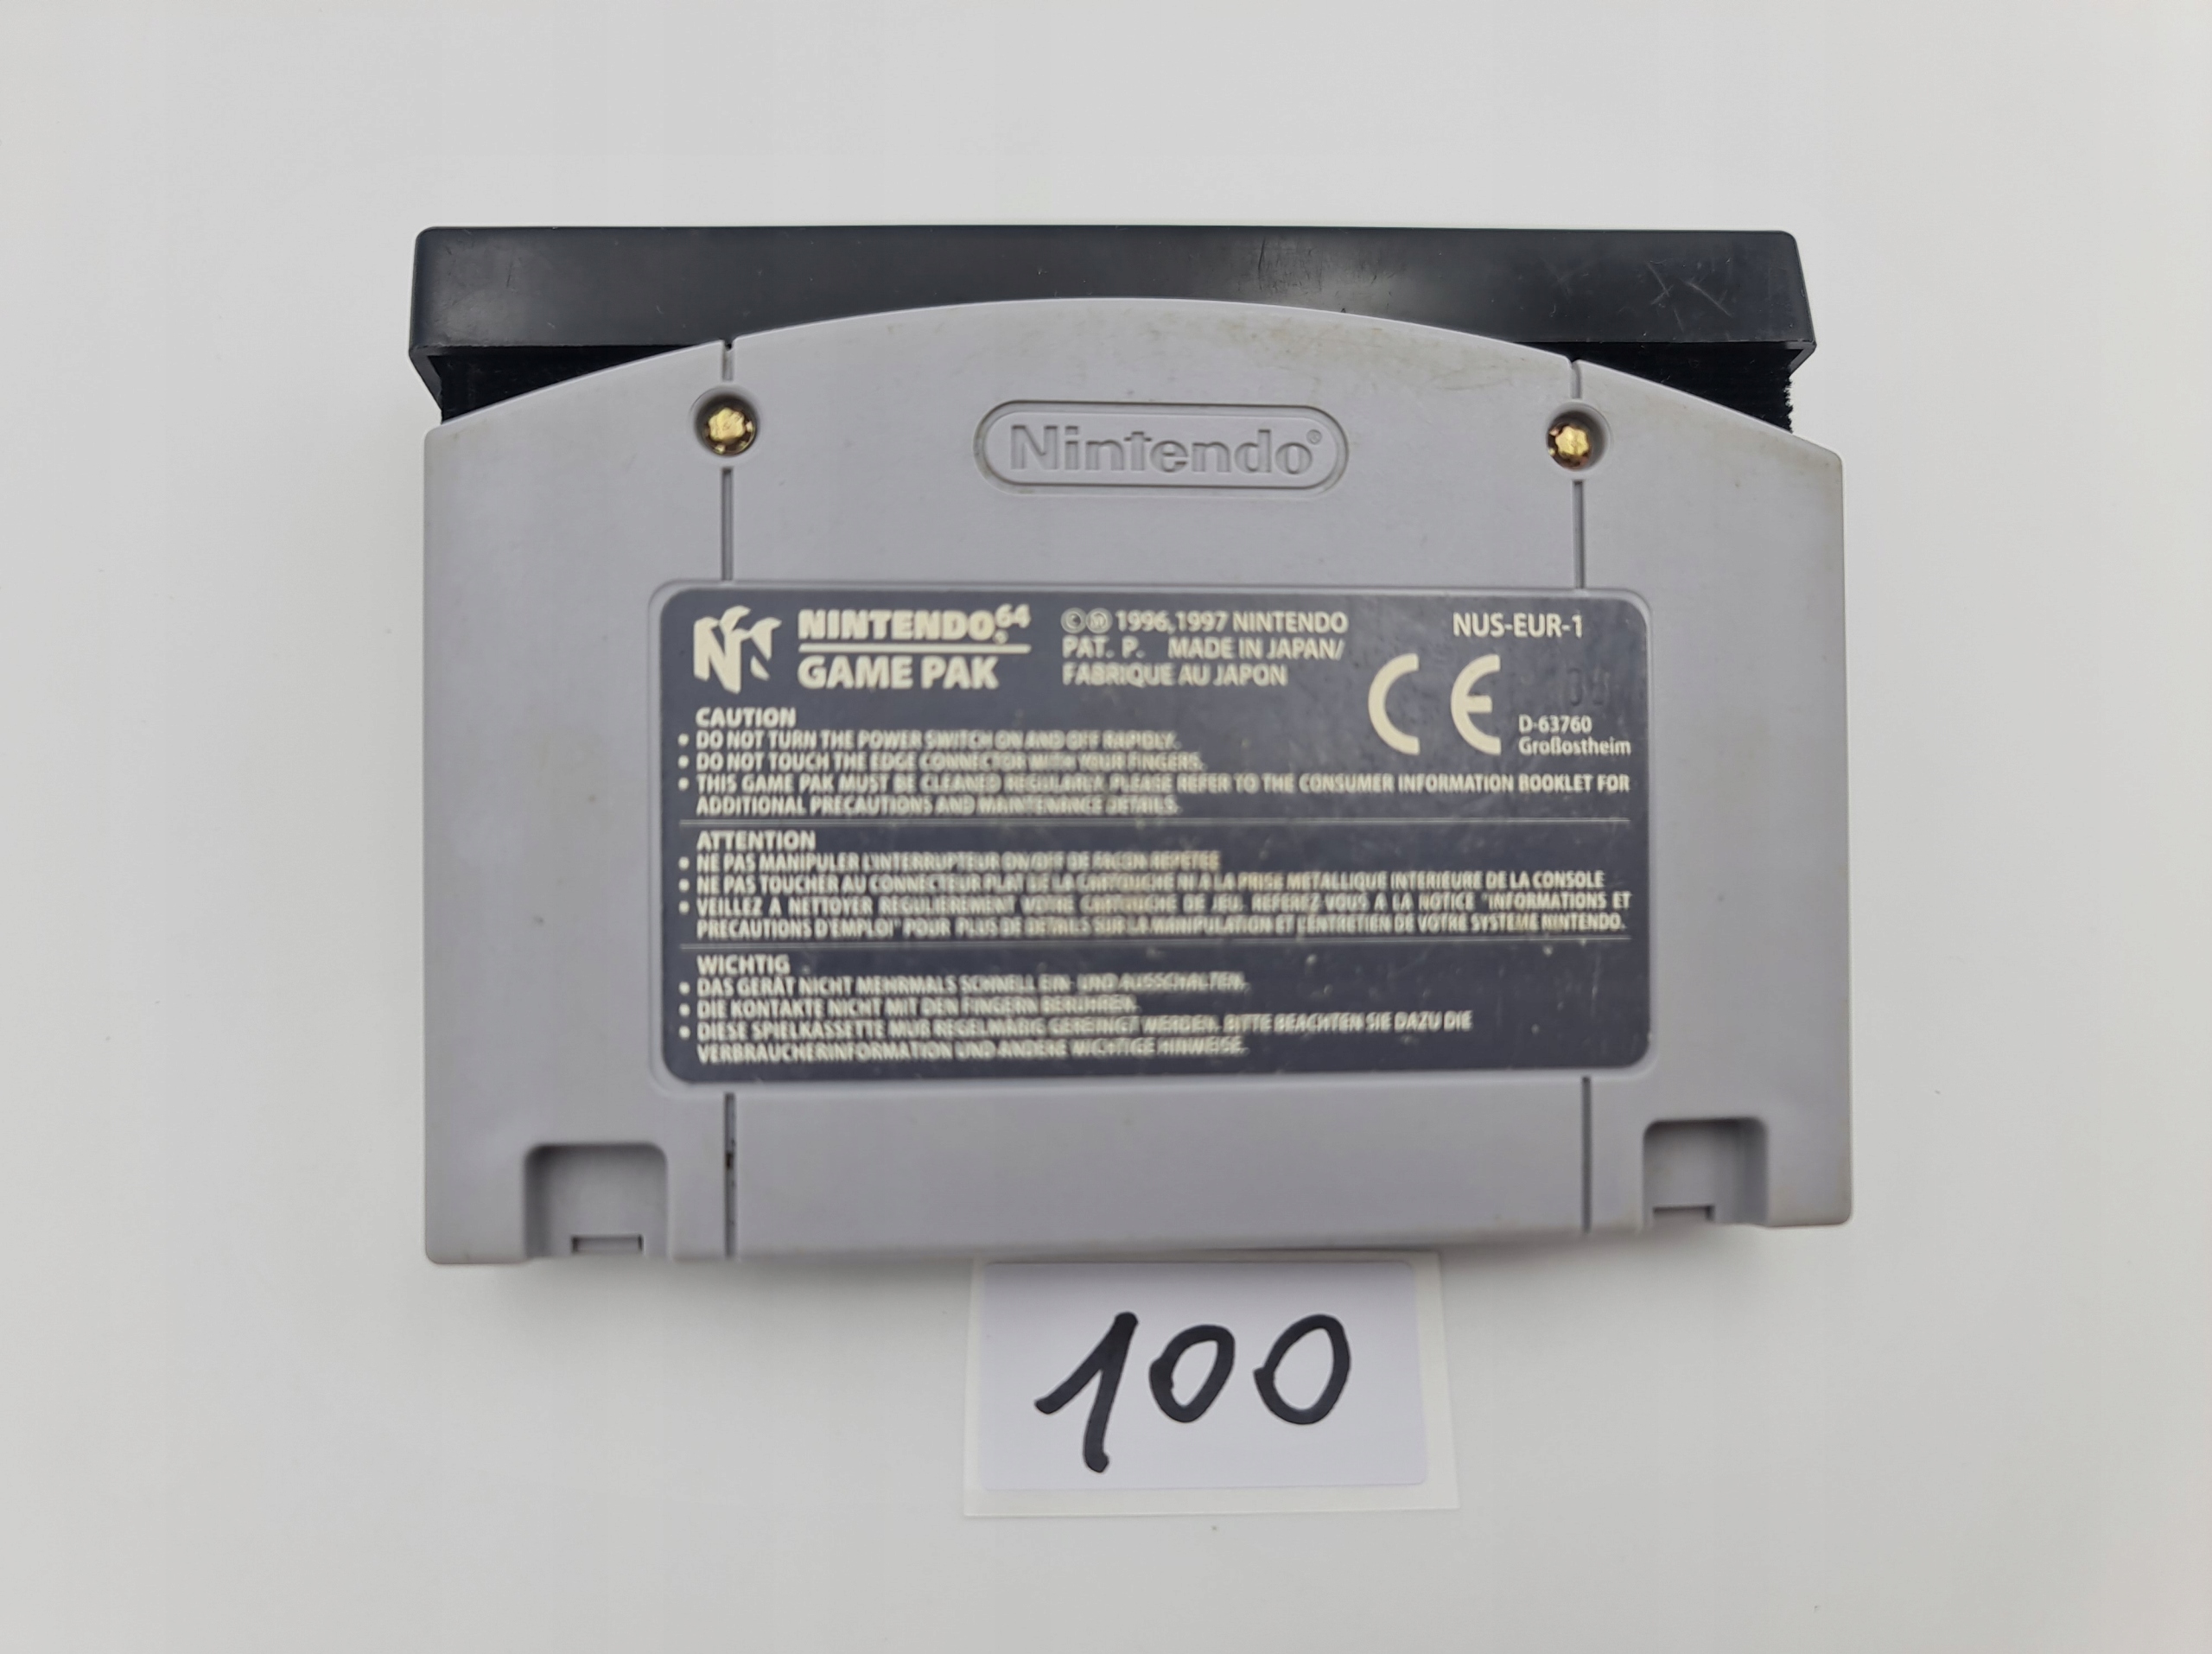 Nintendo®
NINTENDO64
GAME PAK
©Ⓜ 1996,1997 NINTENDO
PAT. P. MADE IN JAPAN/
FABRIQUE AU JAPON
NUS-EUR-1
CE
D-63760
Großostheim
CAUTION
• DO NOT TURN THE POWER SWITCH ON AND OFF RAPIDLY.
• DO NOT TOUCH THE EDGE CONNECTOR WITH YOUR FINGERS.
• THIS GAME PAK MUST BE CLEANED REGULARLY. PLEASE REFER TO THE CONSUMER INFORMATION BOOKLET FOR
ADDITIONAL PRECAUTIONS AND MAINTENANCE DETAILS.
ATTENTION
• NE PAS MANIPULER L'INTERRUPTEUR ON/OFF DE FACON REPETEE
• NE PAS TOUCHER AU CONNECTEUR PLAT DE LA CARTOUCHE NI A LA PRISE METALLIQUE INTERIEURE DE LA CONSOLE
• VEILLEZ A NETTOYER REGULIEREMENT VOTRE CARTOUCHE DE JEU. REFEREZ-VOUS A LA NOTICE "INFORMATIONS ET
PRECAUTIONS D'EMPLOI" POUR PLUS DE DETAILS SUR LA MANIPULATION ET L'ENTRETIEN DE VOTRE SYSTEME NINTENDO.
WICHTIG
• DAS GERÄT NICHT MEHRMALS SCHNELL EIN- UND AUSSCHALTEN.
• DIE KONTAKTE NICHT MIT DEN FINGERN BERÜHREN.
• DIESE SPIELKASSETTE MUß REGELMÄßIG GEREINIGT WERDEN. BITTE BEACHTEN SIE DAZU DIE
VERBRAUCHERINFORMATION UND ANDERE WICHTIGE HINWEISE.
100